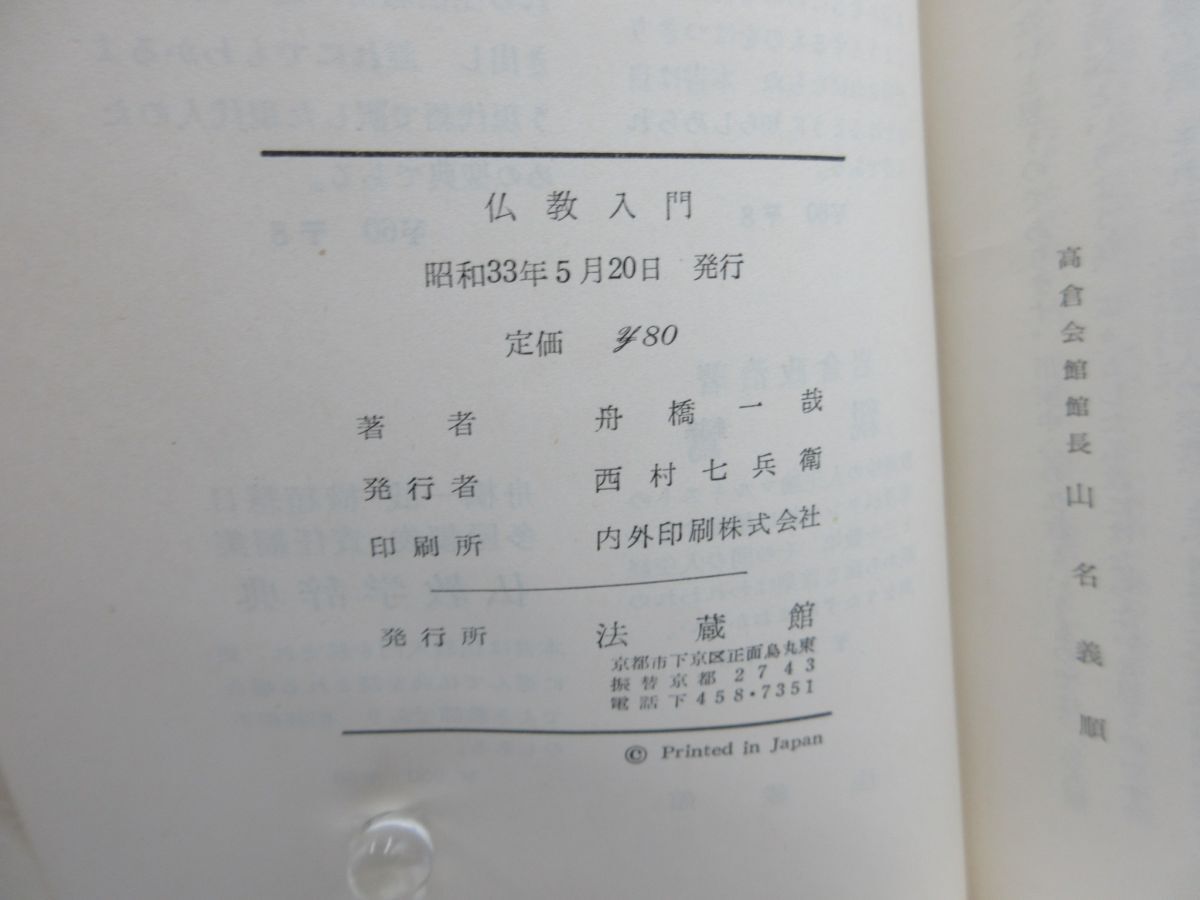 仏教入門
昭和33年5月20日 発行
定価 ¥80
著者 舟橋一哉
発行者 西村七兵衛
印刷所 内外印刷株式会社
発行所 法蔵館
京都市下京区正面烏丸東
振替京都2743
電話下458・7351
© Printed in Japan
高倉会館館長山名義順